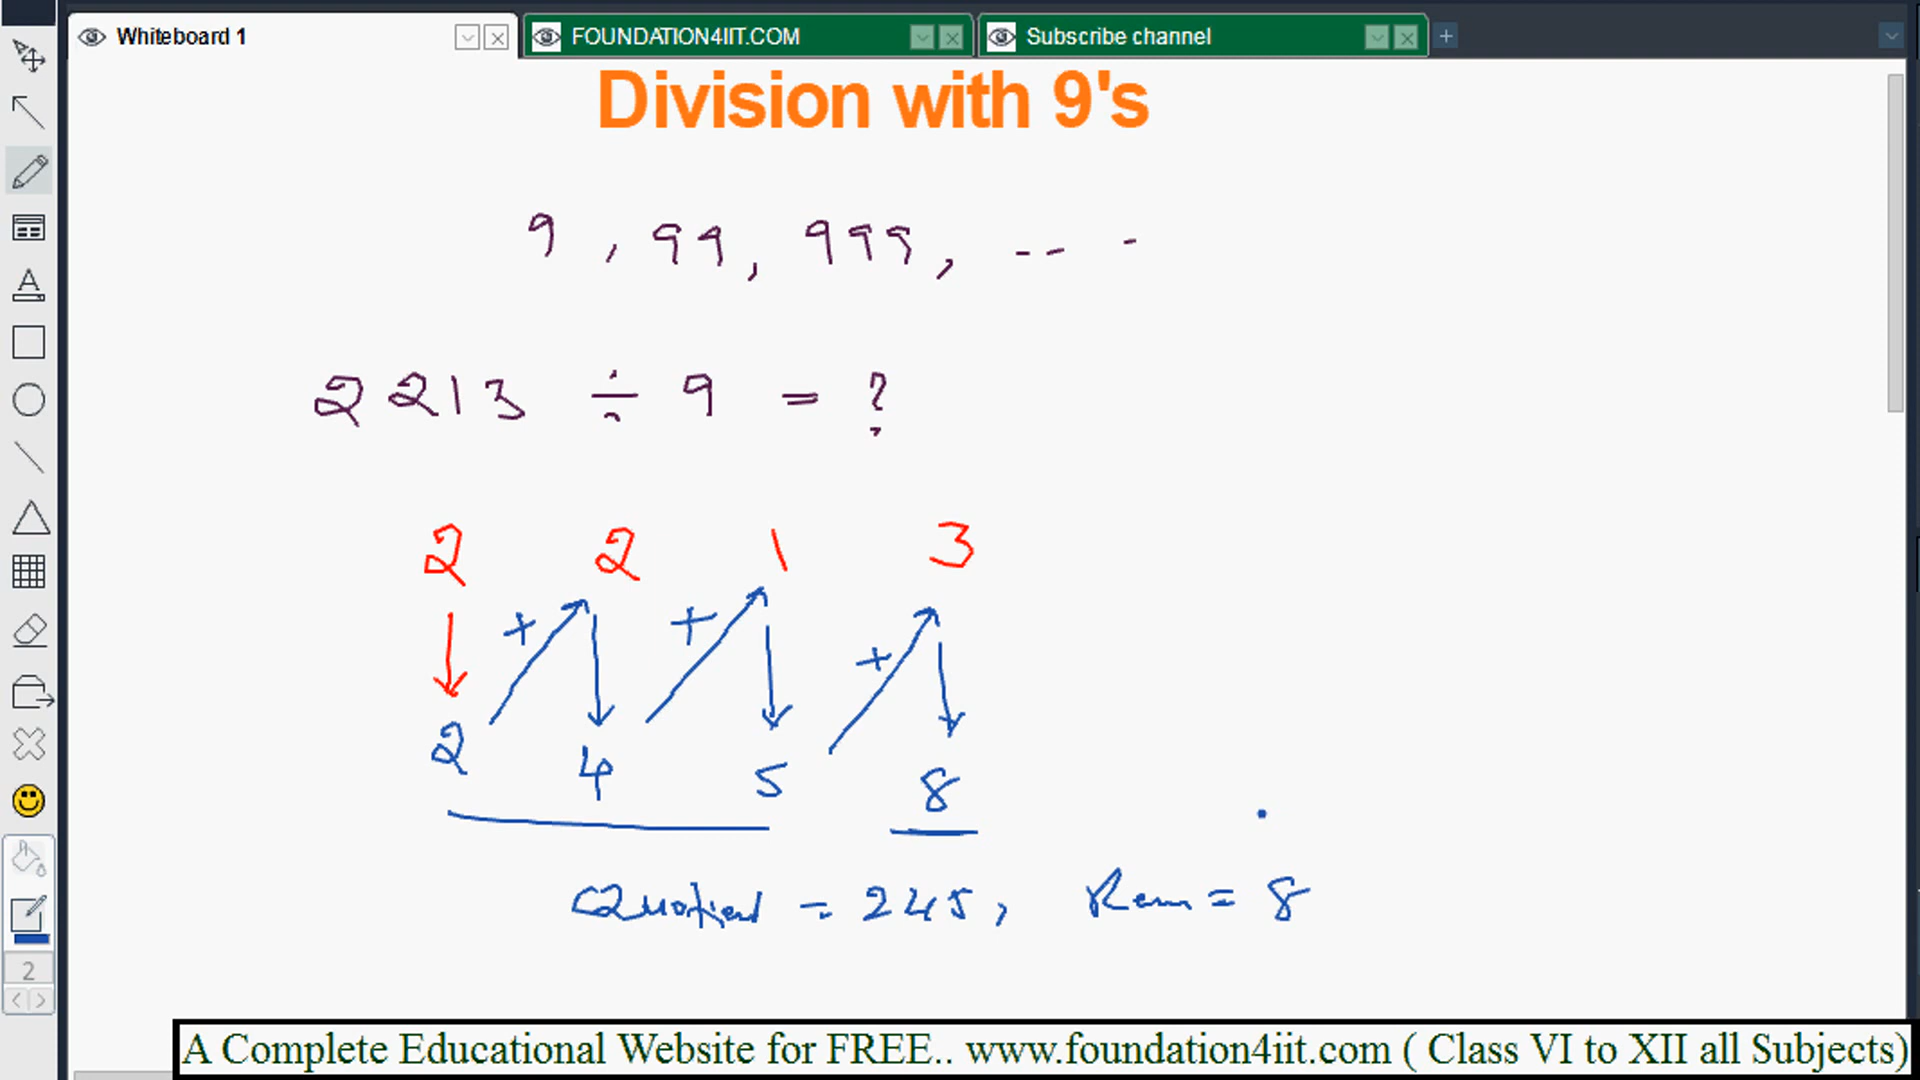 Whiteboard 1 FOUNDATION4IIT.COM Subscribe channel
Division with 9's
9 , 99 , 999 , -- -
2213 ÷ 9 = ?
2 2 1 3
+ + +
2 4 5 8
Quotient = 245 , Rem = 8
2
A Complete Educational Website for FREE.. www.foundation4iit.com ( Class VI to XII all Subjects)